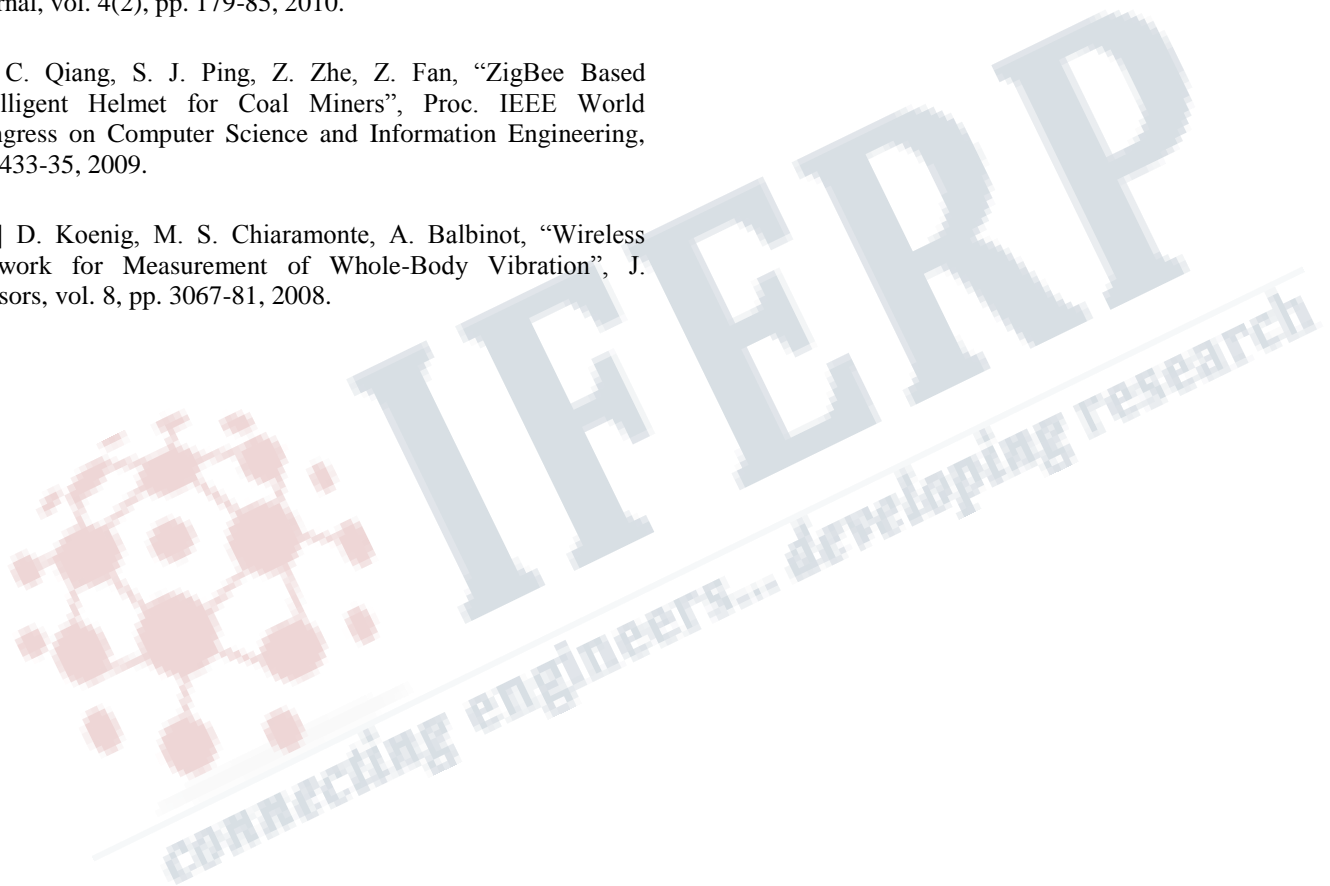 rnal, vol. 4(2), pp. 179-85, 2010.
C. Qiang, S. J. Ping, Z. Zhe, Z. Fan, “ZigBee Based
lligent Helmet for Coal Miners”, Proc. IEEE World
ngress on Computer Science and Information Engineering,
433-35, 2009.
] D. Koenig, M. S. Chiaramonte, A. Balbinot, “Wireless
work for Measurement of Whole-Body Vibration”, J.
sors, vol. 8, pp. 3067-81, 2008.
IFERP
connecting engineers... developing research